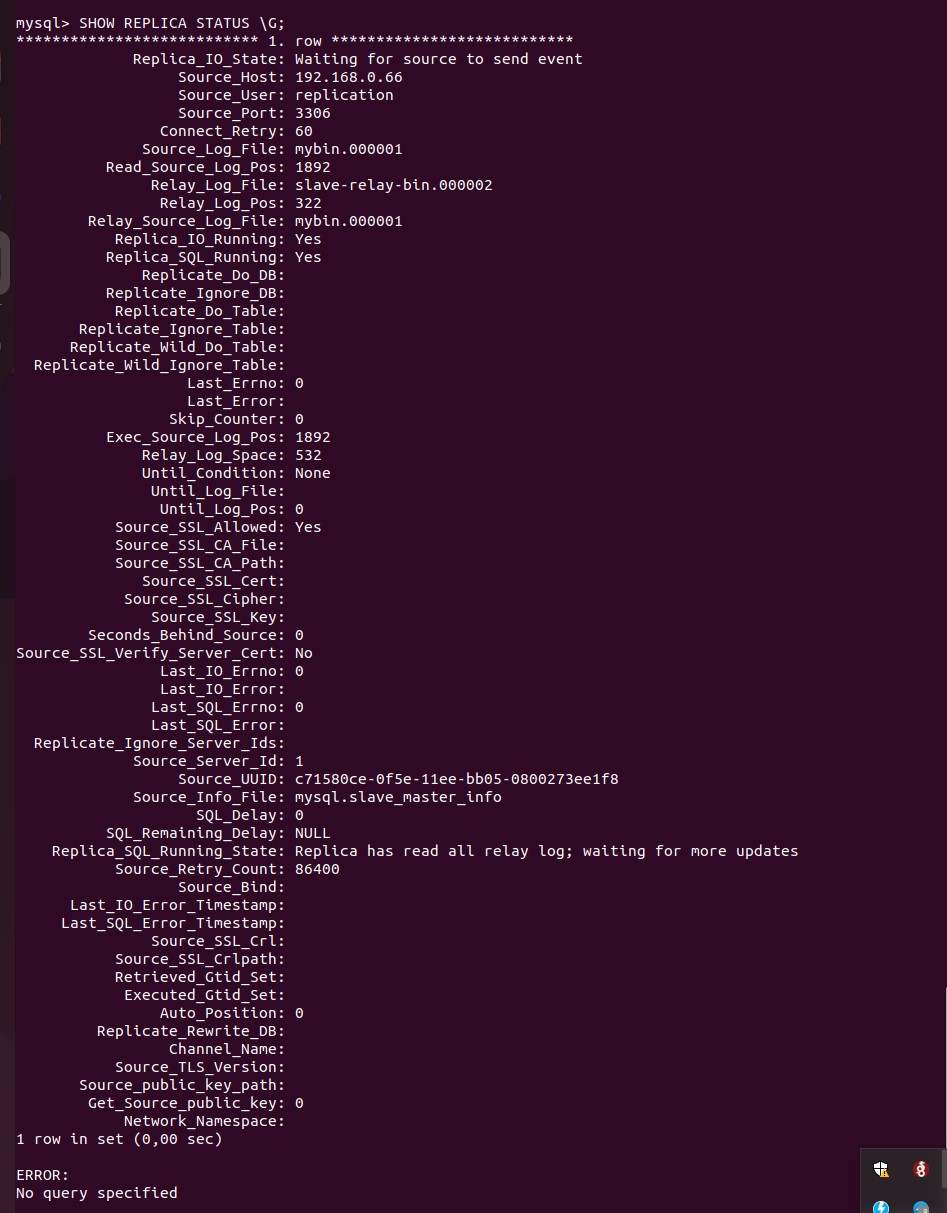 mysql> SHOW REPLICA STATUS \G;
*************************** 1. row ***************************
Replica_IO_State: Waiting for source to send event
Source_Host: 192.168.0.66
Source_User: replication
Source_Port: 3306
Connect_Retry: 60
Source_Log_File: mybin.000001
Read_Source_Log_Pos: 1892
Relay_Log_File: slave-relay-bin.000002
Relay_Log_Pos: 322
Relay_Source_Log_File: mybin.000001
Replica_IO_Running: Yes
Replica_SQL_Running: Yes
Replicate_Do_DB:
Replicate_Ignore_DB:
Replicate_Do_Table:
Replicate_Ignore_Table:
Replicate_Wild_Do_Table:
Replicate_Wild_Ignore_Table:
Last_Errno: 0
Last_Error:
Skip_Counter: 0
Exec_Source_Log_Pos: 1892
Relay_Log_Space: 532
Until_Condition: None
Until_Log_File:
Until_Log_Pos: 0
Source_SSL_Allowed: Yes
Source_SSL_CA_File:
Source_SSL_CA_Path:
Source_SSL_Cert:
Source_SSL_Cipher:
Source_SSL_Key:
Seconds_Behind_Source: 0
Source_SSL_Verify_Server_Cert: No
Last_IO_Errno: 0
Last_IO_Error:
Last_SQL_Errno: 0
Last_SQL_Error:
Replicate_Ignore_Server_Ids:
Source_Server_Id: 1
Source_UUID: c71580ce-0f5e-11ee-bb05-0800273ee1f8
Source_Info_File: mysql.slave_master_info
SQL_Delay: 0
SQL_Remaining_Delay: NULL
Replica_SQL_Running_State: Replica has read all relay log; waiting for more updates
Source_Retry_Count: 86400
Source_Bind:
Last_IO_Error_Timestamp:
Last_SQL_Error_Timestamp:
Source_SSL_Crl:
Source_SSL_Crlpath:
Retrieved_Gtid_Set:
Executed_Gtid_Set:
Auto_Position: 0
Replicate_Rewrite_DB:
Channel_Name:
Source_TLS_Version:
Source_public_key_path:
Get_Source_public_key: 0
Network_Namespace:
1 row in set (0,00 sec)
ERROR:
No query specified